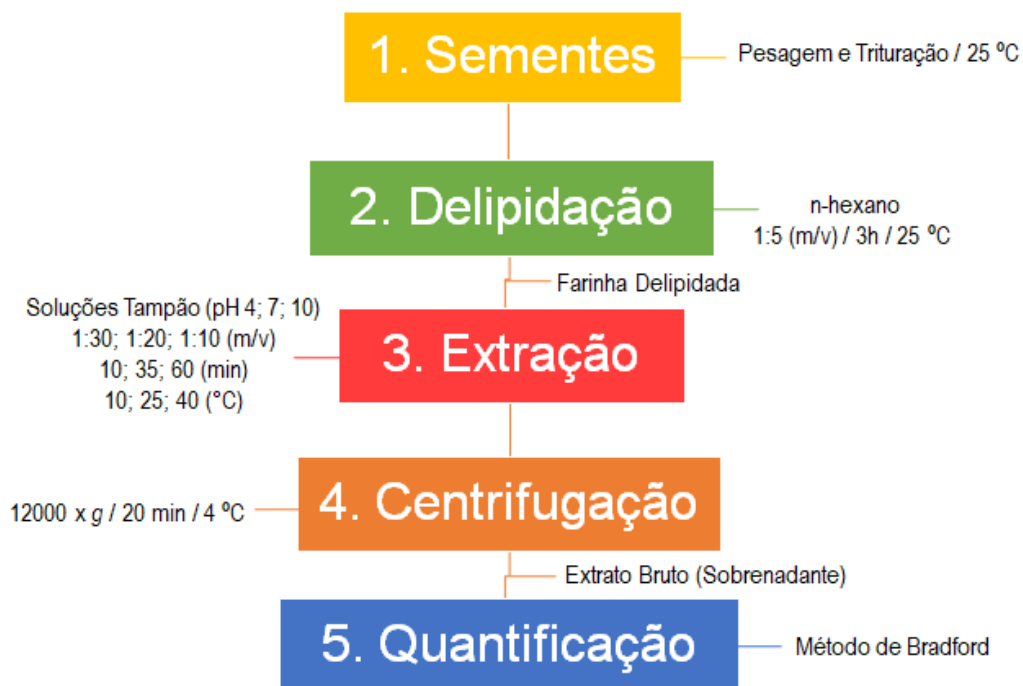 1. Sementes
Pesagem e Trituração / 25 ºC
2. Delipidação
n-hexano
1:5 (m/v) / 3h / 25 ºC
Farinha Delipidada
Soluções Tampão (pH 4; 7; 10)
1:30; 1:20; 1:10 (m/v)
10; 35; 60 (min)
10; 25; 40 (°C)
3. Extração
4. Centrifugação
12000 x g / 20 min / 4 ºC
Extrato Bruto (Sobrenadante)
5. Quantificação
Método de Bradford